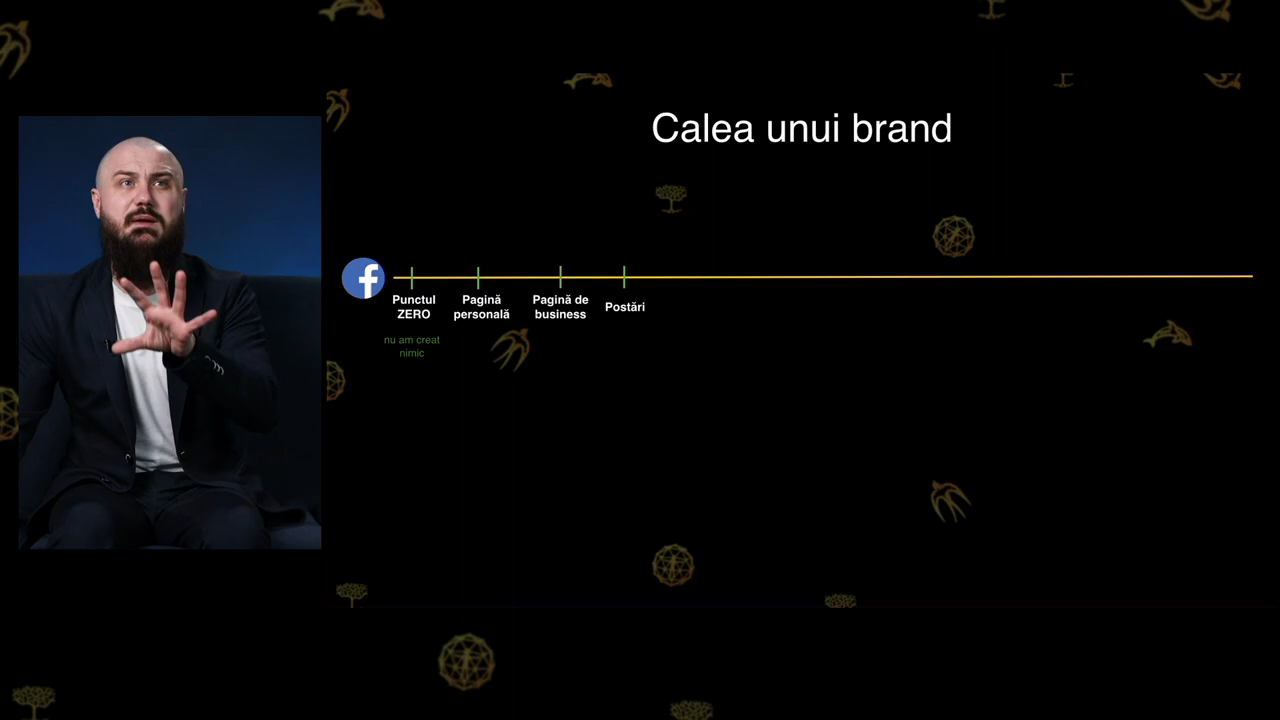 Calea unui brand
Punctul
ZERO
Pagină
personală
Pagină de
business
Postări
nu am creat
nimic